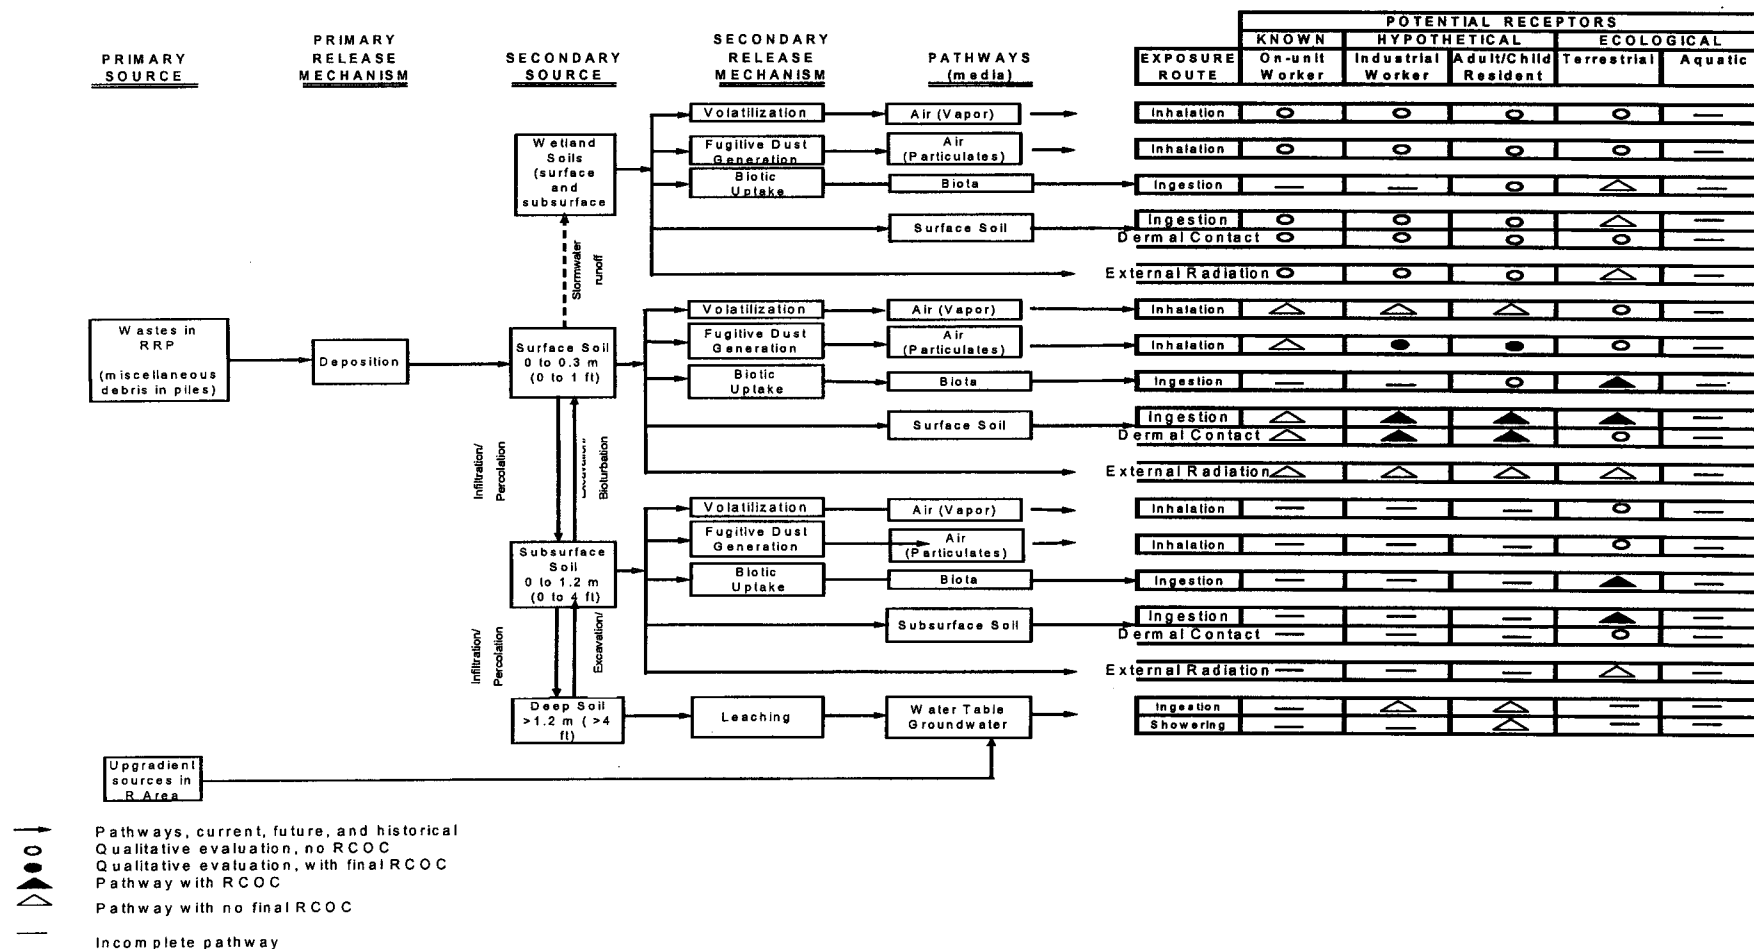 POTENTIAL RECEPTORS
KNOWN HYPOTHETICAL ECOLOGICAL
PRIMARY SOURCE
PRIMARY RELEASE MECHANISM
SECONDARY SOURCE
SECONDARY RELEASE MECHANISM
PATHWAYS (media)
EXPOSURE ROUTE
On-unit Worker
Industrial Worker
Adult/Child Resident
Terrestrial
Aquatic
Wetland
Soils
(surface
and
subsurface
Volatilization
Air (Vapor)
Inhalation
Fugitive Dust
Generation
Air
(Particulates)
Inhalation
Biotic
Uptake
Biota
Ingestion
Surface Soil
Ingestion
Dermal Contact
External Radiation
Stormwater
runoff
Wastes in
RRP
(miscellaneous
debris in piles)
Deposition
Surface Soil
0 to 0.3 m
(0 to 1 ft)
Volatilization
Air (Vapor)
Inhalation
Fugitive Dust
Generation
Air
(Particulates)
Inhalation
Biotic
Uptake
Biota
Ingestion
Surface Soil
Ingestion
Dermal Contact
External Radiation
Infiltration/
Percolation
Bioturbation
Subsurface
Soil
0 to 1.2 m
(0 to 4 ft)
Volatilization
Air (Vapor)
Inhalation
Fugitive Dust
Generation
Air
(Particulates)
Inhalation
Biotic
Uptake
Biota
Ingestion
Subsurface Soil
Ingestion
Dermal Contact
External Radiation
Infiltration/
Percolation
Excavation/
Deep Soil
>1.2 m ( >4
ft)
Leaching
Water Table
Groundwater
Ingestion
Showering
Upgradient
sources in
R Area
Pathways, current, future, and historical
Qualitative evaluation, no RCOC
Qualitative evaluation, with final RCOC
Pathway with RCOC
Pathway with no final RCOC
Incomplete pathway